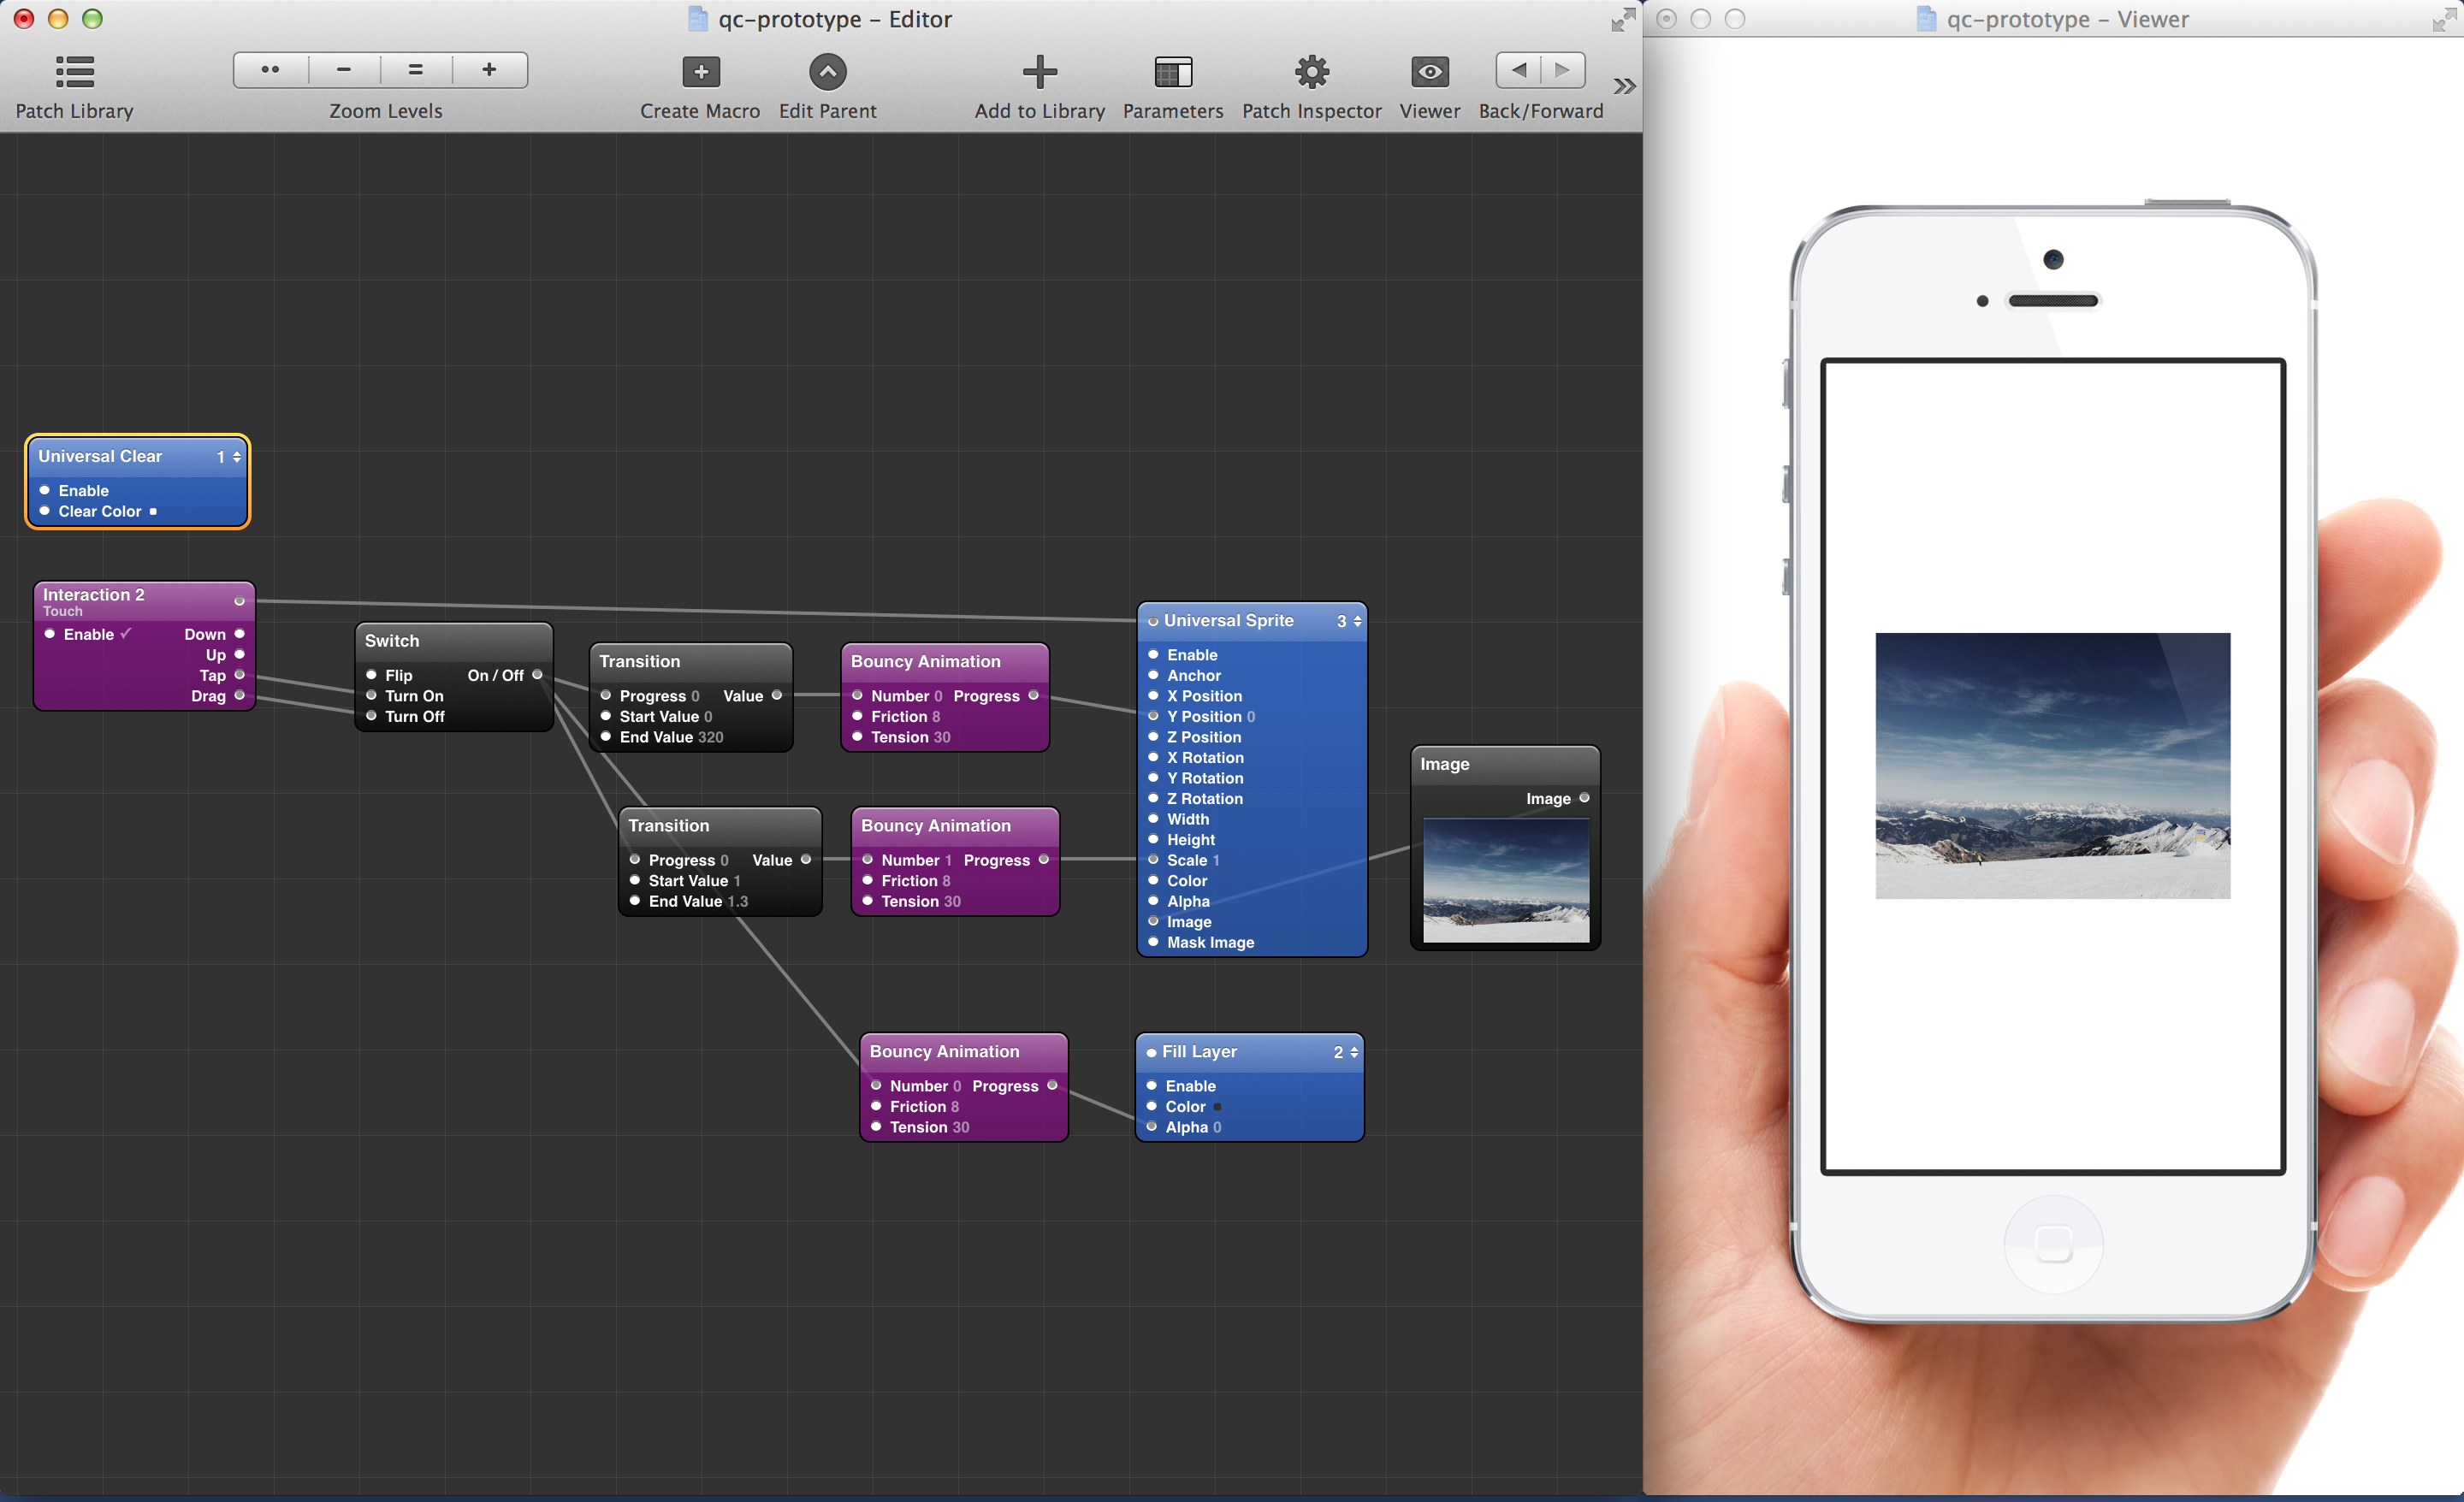 qc-prototype – Editor
Patch Library
Zoom Levels
Create Macro
Edit Parent
Add to Library
Parameters
Patch Inspector
Viewer
Back/Forward
qc-prototype – Viewer
Universal Clear 1
Enable
Clear Color
Interaction 2
Touch
Enable ✓ Down
Up
Tap
Drag
Switch
Flip On / Off
Turn On
Turn Off
Transition
Progress 0 Value
Start Value 0
End Value 320
Bouncy Animation
Number 0 Progress
Friction 8
Tension 30
Transition
Progress 0 Value
Start Value 1
End Value 1.3
Bouncy Animation
Number 1 Progress
Friction 8
Tension 30
Universal Sprite 3
Enable
Anchor
X Position
Y Position 0
Z Position
X Rotation
Y Rotation
Z Rotation
Width
Height
Scale 1
Color
Alpha
Image
Mask Image
Image
Image
Bouncy Animation
Number 0 Progress
Friction 8
Tension 30
Fill Layer 2
Enable
Color
Alpha 0